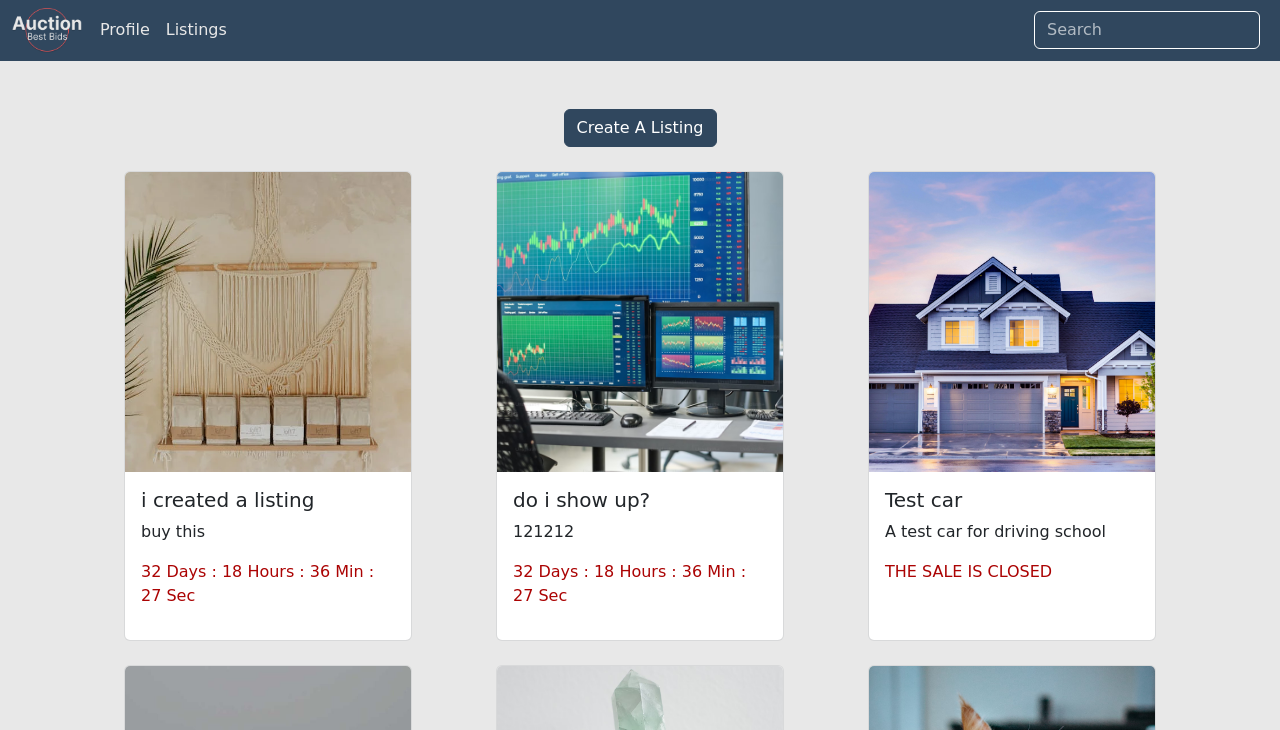 Auction
Best Bids
Profile
Listings
Search
Create A Listing
i created a listing
buy this
32 Days : 18 Hours : 36 Min :
27 Sec
do i show up?
121212
32 Days : 18 Hours : 36 Min :
27 Sec
Test car
A test car for driving school
THE SALE IS CLOSED